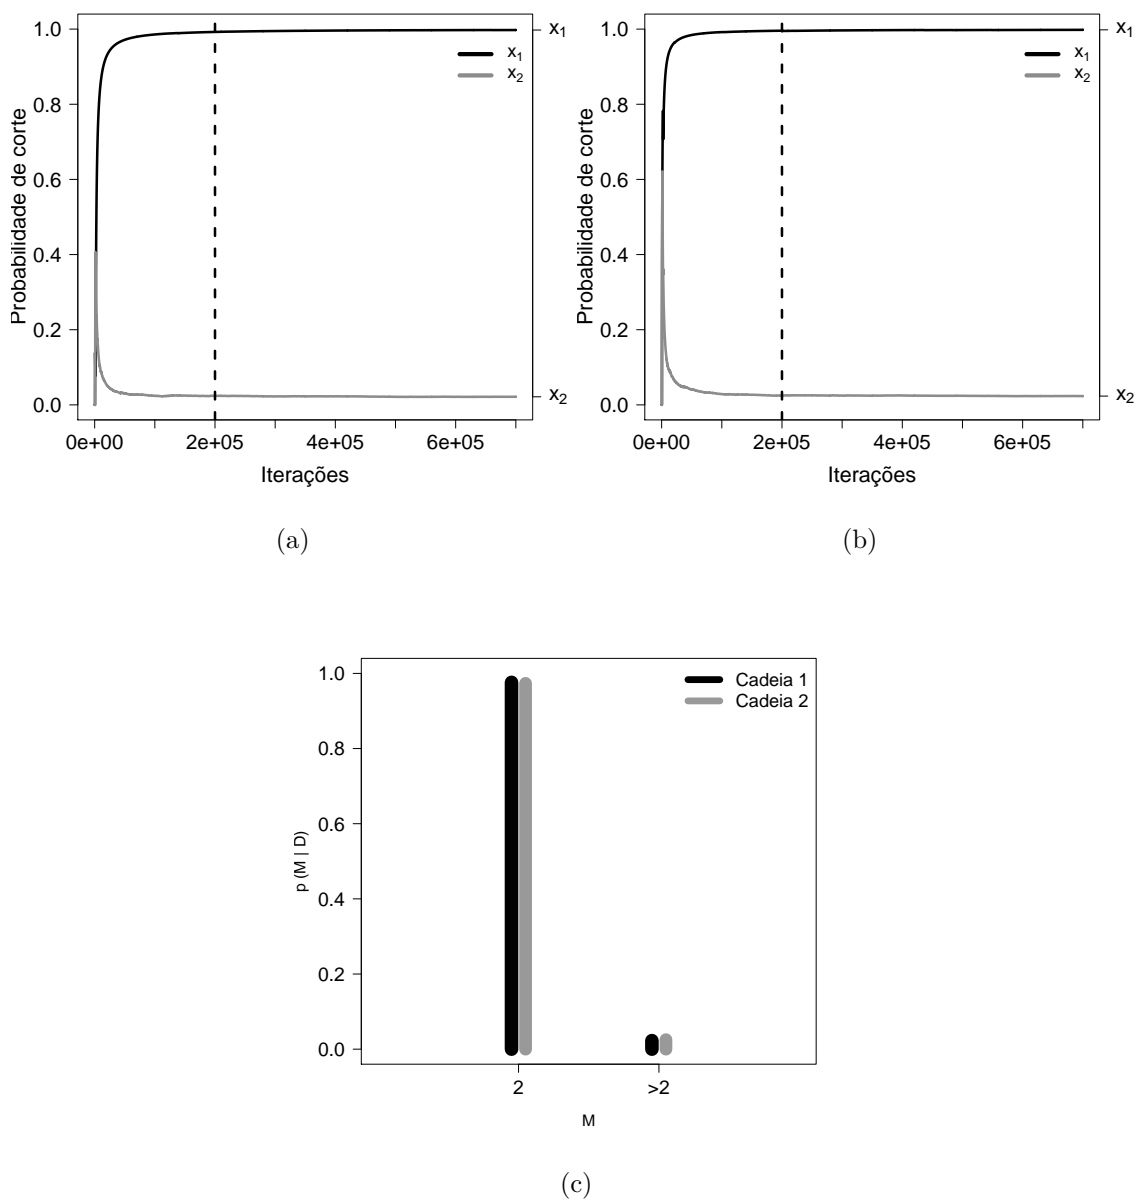 Probabilidade de corte
1.0
0.8
0.6
0.4
0.2
0.0
x1
x2
x1
x2
0e+00 2e+05 4e+05 6e+05
Iterações
(a)
Probabilidade de corte
1.0
0.8
0.6
0.4
0.2
0.0
x1
x2
x1
x2
0e+00 2e+05 4e+05 6e+05
Iterações
(b)
p (M | D)
1.0
0.8
0.6
0.4
0.2
0.0
Cadeia 1
Cadeia 2
2 >2
M
(c)